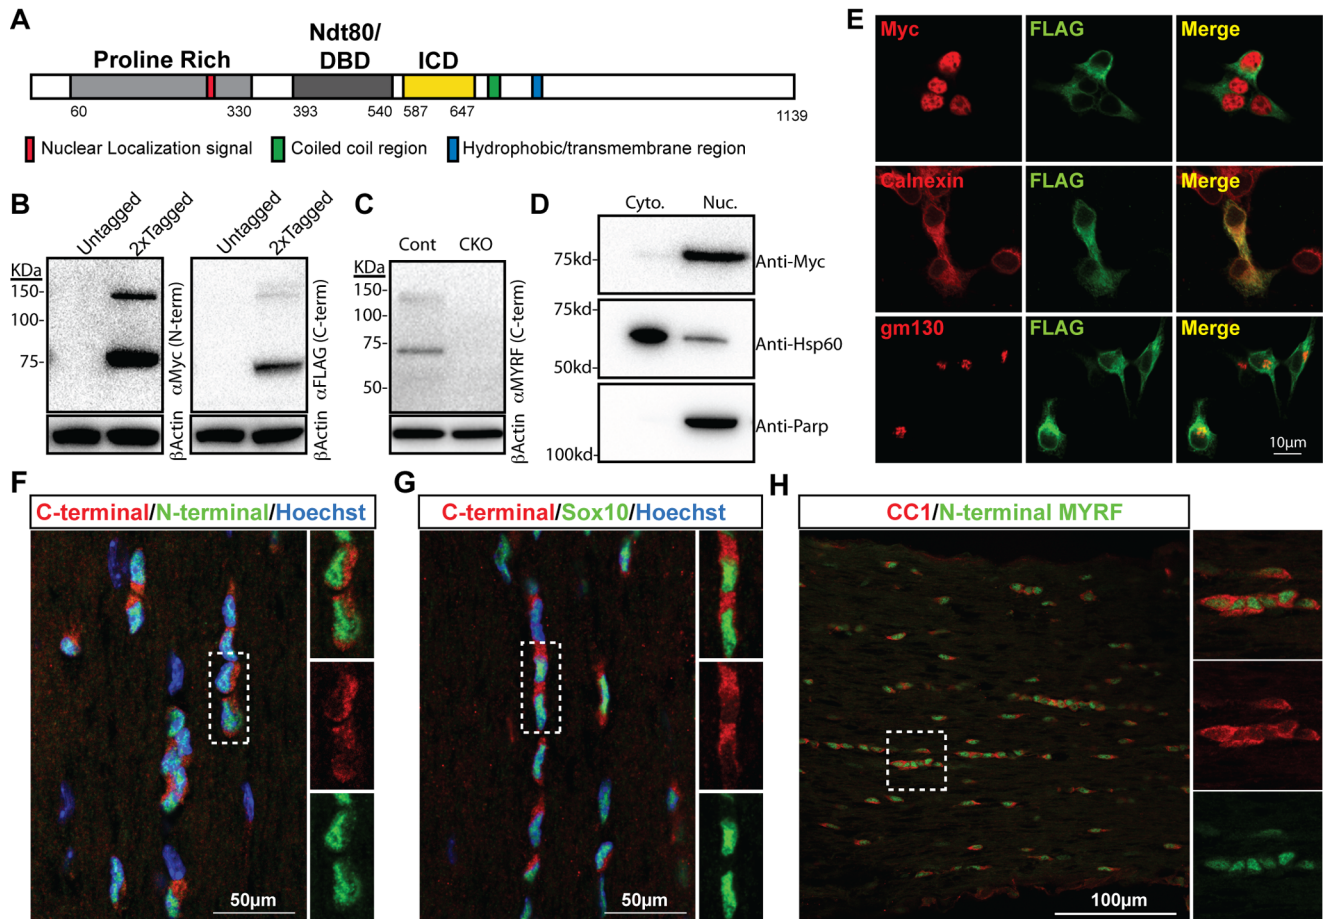 A
Proline Rich
Ndt80/
DBD
ICD
60
330
393
540
587
647
1139
Nuclear Localization signal
Coiled coil region
Hydrophobic/transmembrane region
B
Untagged
2xTagged
Untagged
2xTagged
KDa
150-
100-
75-
αMyc (N-term)
βActin
αFLAG (C-term)
βActin
C
Cont
CKO
KDa
150-
100-
75-
50-
αMYRF (C-term)
βActin
D
Cyto.
Nuc.
75kd-
Anti-Myc
75kd-
50kd-
Anti-Hsp60
100kd-
Anti-Parp
E
Myc
FLAG
Merge
Calnexin
FLAG
Merge
gm130
FLAG
Merge
10µm
F
C-terminal/N-terminal/Hoechst
50µm
G
C-terminal/Sox10/Hoechst
50µm
H
CC1/N-terminal MYRF
100µm